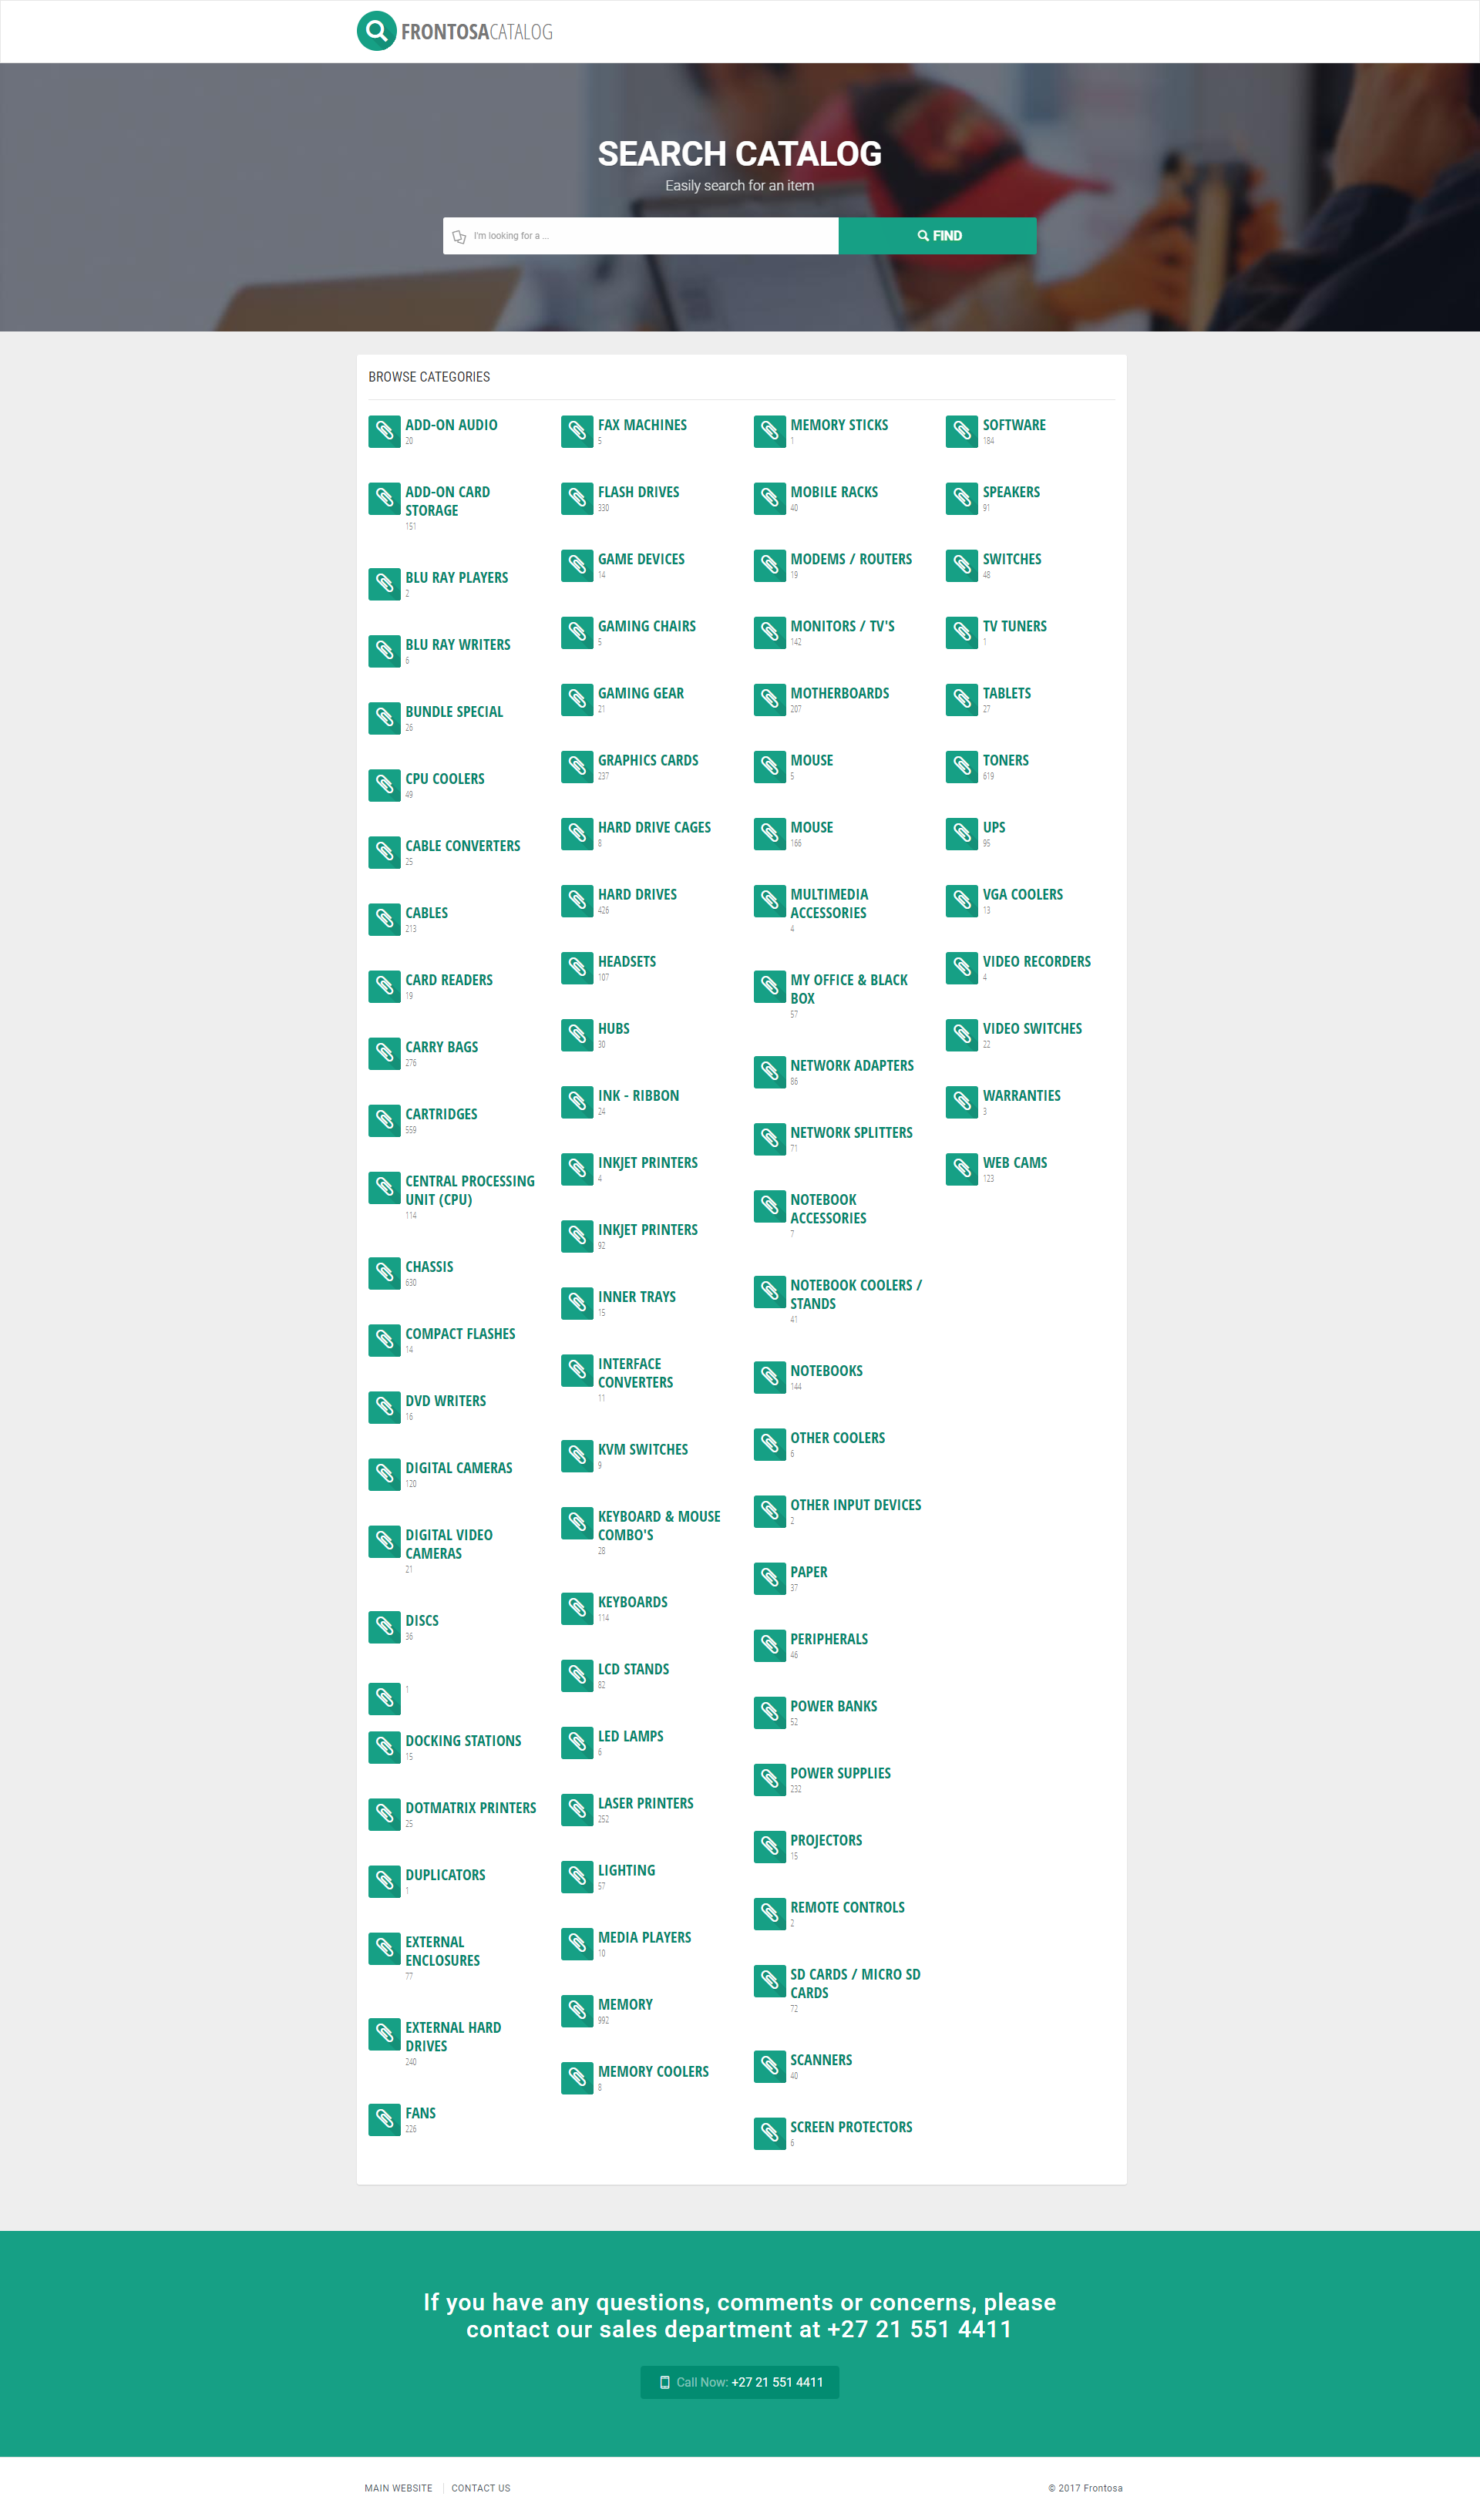 FRONTOSACATALOG
SEARCH CATALOG
Easily search for an item
I'm looking for a ...
FIND
BROWSE CATEGORIES
ADD-ON AUDIO
20
ADD-ON CARD
STORAGE
151
BLU RAY PLAYERS
2
BLU RAY WRITERS
6
BUNDLE SPECIAL
26
CPU COOLERS
49
CABLE CONVERTERS
25
CABLES
213
CARD READERS
19
CARRY BAGS
276
CARTRIDGES
559
CENTRAL PROCESSING
UNIT (CPU)
114
CHASSIS
630
COMPACT FLASHES
14
DVD WRITERS
16
DIGITAL CAMERAS
120
DIGITAL VIDEO
CAMERAS
21
DISCS
36
1
DOCKING STATIONS
15
DOTMATRIX PRINTERS
25
DUPLICATORS
1
EXTERNAL
ENCLOSURES
77
EXTERNAL HARD
DRIVES
240
FANS
226
FAX MACHINES
5
FLASH DRIVES
330
GAME DEVICES
14
GAMING CHAIRS
5
GAMING GEAR
21
GRAPHICS CARDS
237
HARD DRIVE CAGES
8
HARD DRIVES
426
HEADSETS
107
HUBS
30
INK - RIBBON
24
INKJET PRINTERS
4
INKJET PRINTERS
92
INNER TRAYS
15
INTERFACE
CONVERTERS
11
KVM SWITCHES
9
KEYBOARD & MOUSE
COMBO'S
28
KEYBOARDS
114
LCD STANDS
82
LED LAMPS
6
LASER PRINTERS
252
LIGHTING
57
MEDIA PLAYERS
10
MEMORY
992
MEMORY COOLERS
8
MEMORY STICKS
1
MOBILE RACKS
40
MODEMS / ROUTERS
19
MONITORS / TV'S
142
MOTHERBOARDS
207
MOUSE
5
MOUSE
166
MULTIMEDIA
ACCESSORIES
4
MY OFFICE & BLACK
BOX
57
NETWORK ADAPTERS
86
NETWORK SPLITTERS
71
NOTEBOOK
ACCESSORIES
7
NOTEBOOK COOLERS /
STANDS
41
NOTEBOOKS
144
OTHER COOLERS
6
OTHER INPUT DEVICES
2
PAPER
37
PERIPHERALS
46
POWER BANKS
52
POWER SUPPLIES
232
PROJECTORS
15
REMOTE CONTROLS
2
SD CARDS / MICRO SD
CARDS
72
SCANNERS
40
SCREEN PROTECTORS
6
SOFTWARE
184
SPEAKERS
91
SWITCHES
48
TV TUNERS
1
TABLETS
27
TONERS
619
UPS
95
VGA COOLERS
13
VIDEO RECORDERS
4
VIDEO SWITCHES
22
WARRANTIES
3
WEB CAMS
123
If you have any questions, comments or concerns, please
contact our sales department at +27 21 551 4411
Call Now: +27 21 551 4411
MAIN WEBSITE CONTACT US © 2017 Frontosa